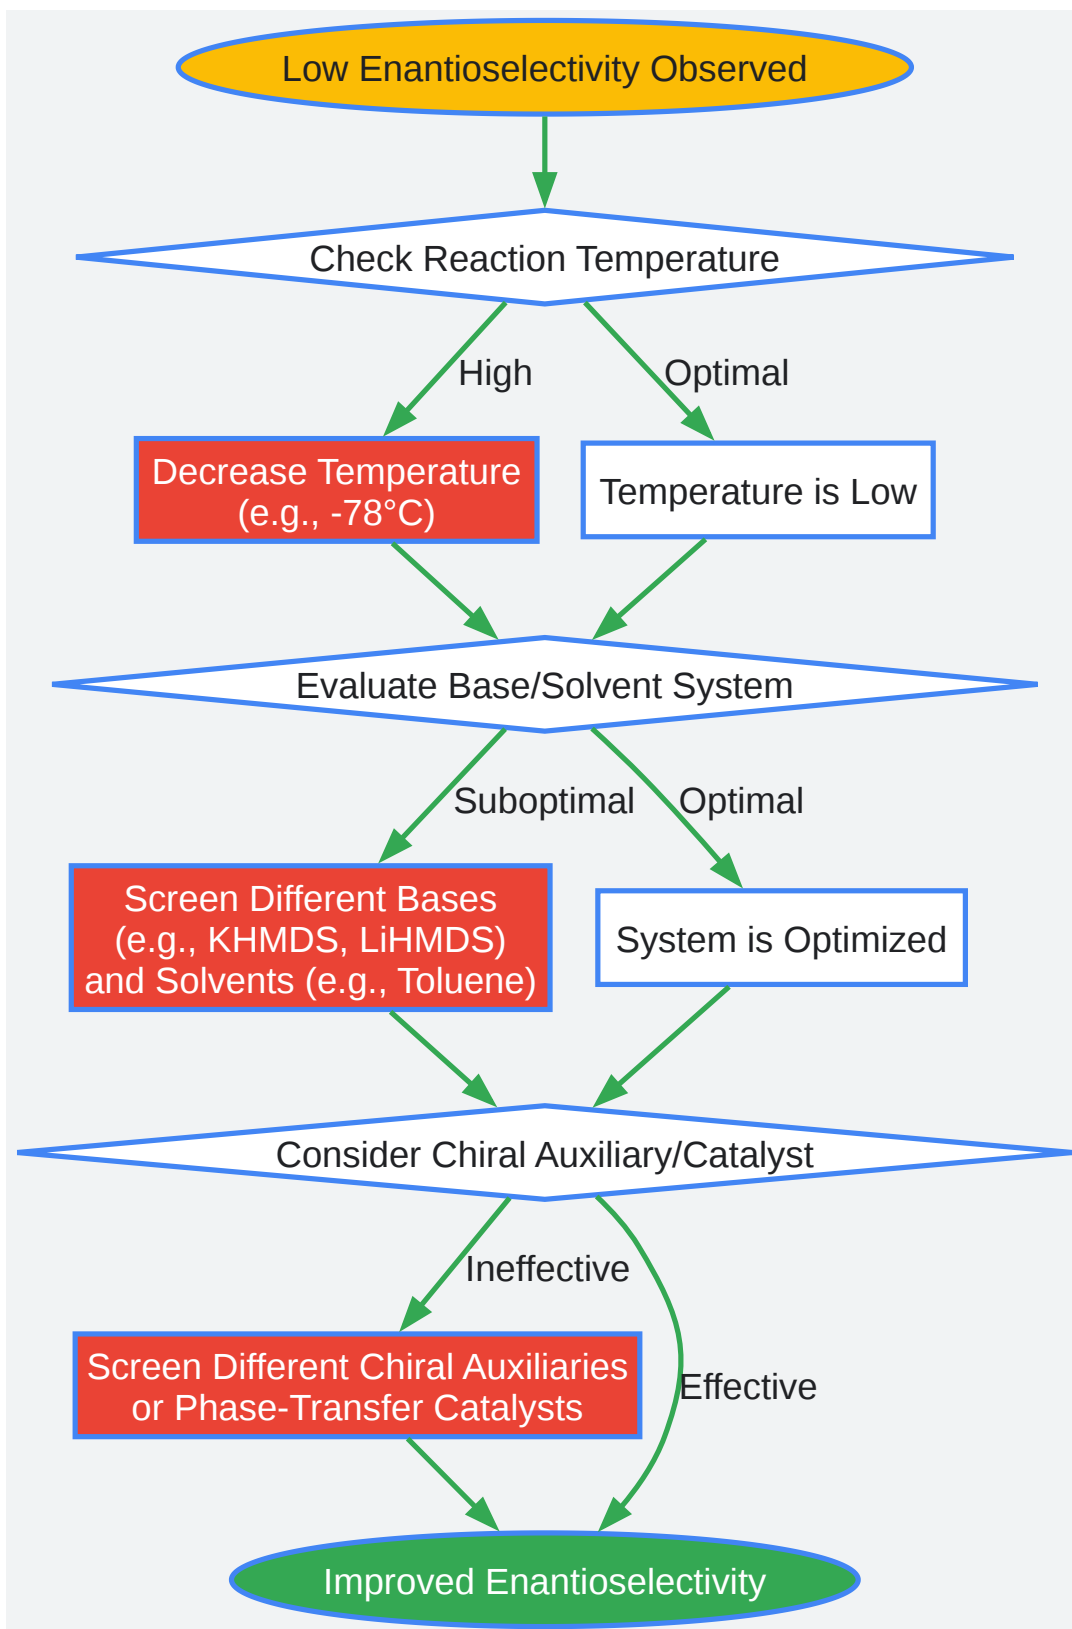 Low Enantioselectivity Observed
Check Reaction Temperature
High
Optimal
Decrease Temperature
(e.g., -78°C)
Temperature is Low
Evaluate Base/Solvent System
Suboptimal
Optimal
Screen Different Bases
(e.g., KHMDS, LiHMDS)
and Solvents (e.g., Toluene)
System is Optimized
Consider Chiral Auxiliary/Catalyst
Ineffective
Screen Different Chiral Auxiliaries
or Phase-Transfer Catalysts
Effective
Improved Enantioselectivity